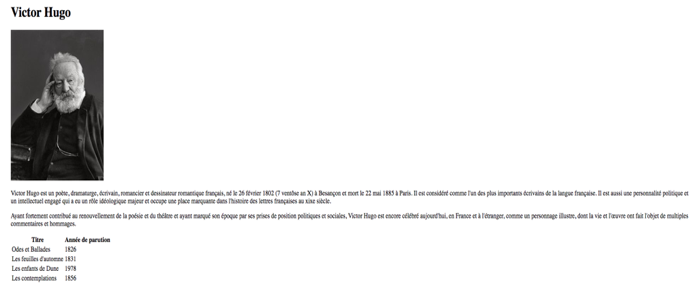 Victor Hugo
Victor Hugo est un poète, dramaturge, écrivain, romancier et dessinateur romantique français, né le 26 février 1802 (7 ventôse an X) à Besançon et mort le 22 mai 1885 à Paris. Il est considéré comme l'un des plus importants écrivains de la langue française. Il est aussi une personnalité politique et
un intellectuel engagé qui a eu un rôle idéologique majeur et occupe une place marquante dans l'histoire des lettres françaises au xixe siècle.
Ayant fortement contribué au renouvellement de la poésie et du théâtre et ayant marqué son époque par ses prises de position politiques et sociales, Victor Hugo est encore célébré aujourd'hui, en France et à l'étranger, comme un personnage illustre, dont la vie et l'œuvre ont fait l'objet de multiples
commentaires et hommages.
Titre Année de parution
Odes et Ballades 1826
Les feuilles d'automne 1831
Les enfants de Dune 1978
Les contemplations 1856